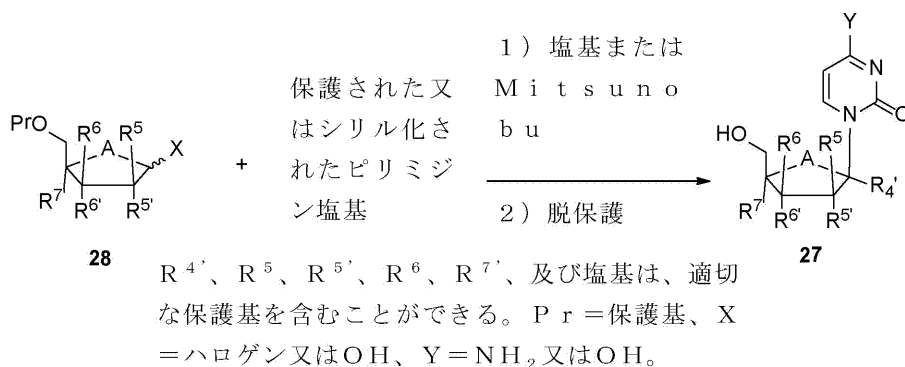 PrO
R⁶
R⁵
A
X
R⁷
R⁶'
R⁵'
28
+
保護された又
はシリル化さ
れたピリミジ
ン塩基
1)塩基または
Mitsuno
bu
2)脱保護
Y
N
N
O
HO
R⁶
R⁵
A
R₄'
R⁷
R⁶'
R⁵'
27
R⁴'、R⁵、R⁵'、R⁶、R⁷'、及び塩基は、適切
な保護基を含むことができる。Pr=保護基、X
=ハロゲン又はOH、Y=NH₂又はOH。